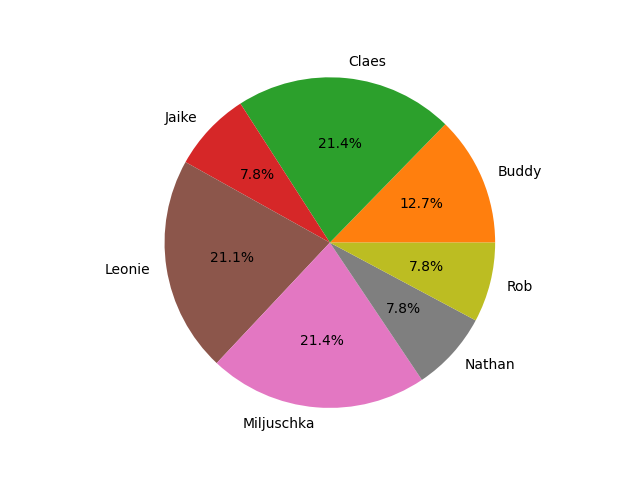 Claes
Jaike
21.4%
Buddy
7.8%
12.7%
21.1%
Leonie
7.8%
Rob
7.8%
21.4%
Nathan
Miljuschka